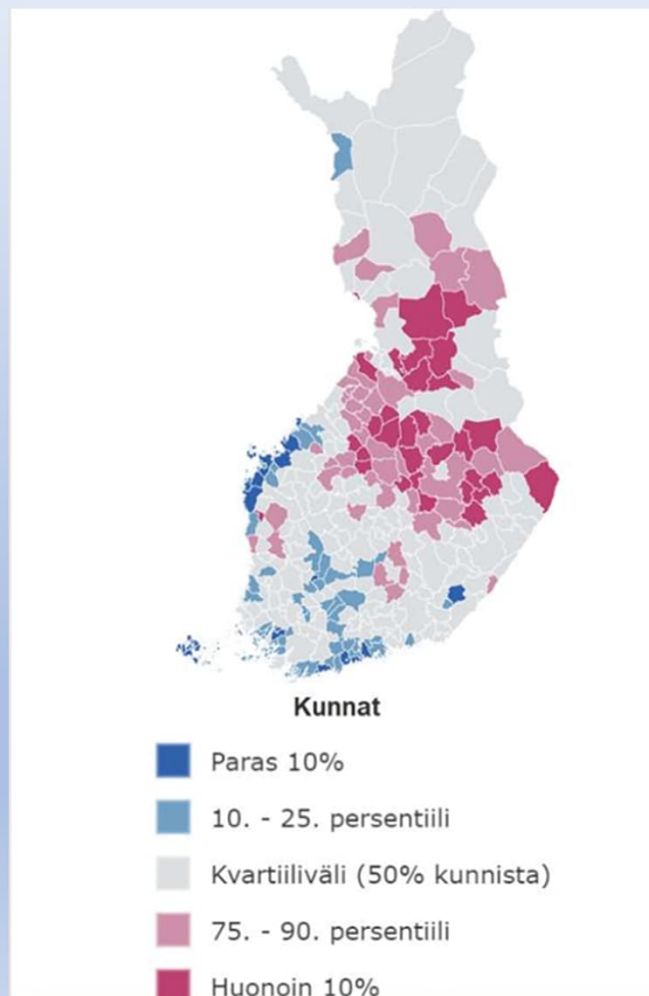 Kunnat
Paras 10%
10. - 25. persentiili
Kvartiiliväli (50% kunnista)
75. - 90. persentiili
Huonoin 10%